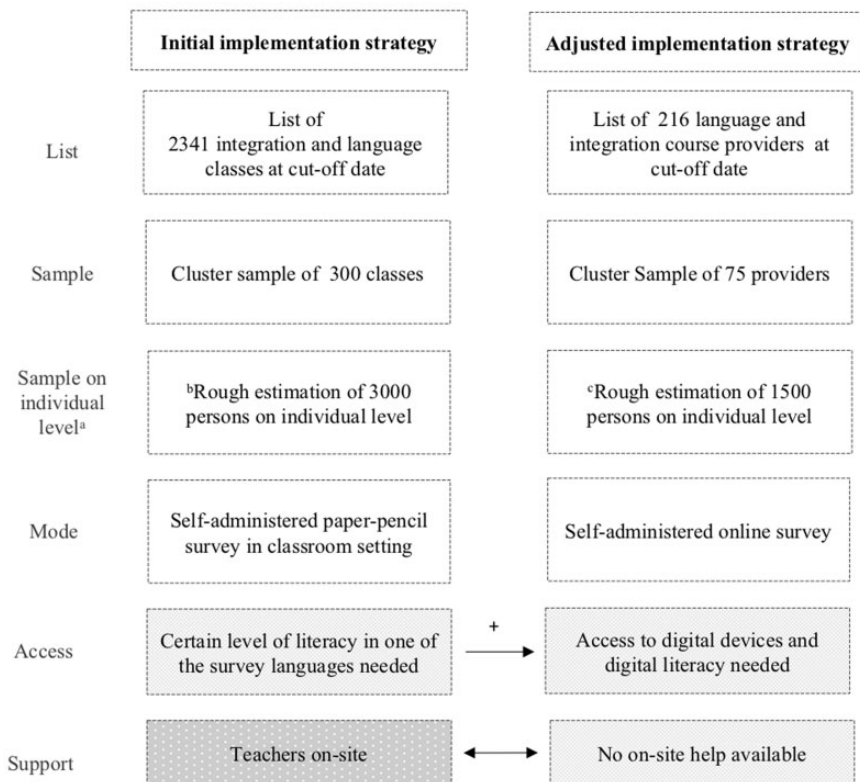 Initial implementation strategy
Adjusted implementation strategy
List
List of
2341 integration and language
classes at cut-off date
List of 216 language and
integration course providers at
cut-off date
Sample
Cluster sample of 300 classes
Cluster Sample of 75 providers
Sample on
individual
levelᵃ
ᵇRough estimation of 3000
persons on individual level
ᶜRough estimation of 1500
persons on individual level
Mode
Self-administered paper-pencil
survey in classroom setting
Self-administered online survey
Access
Certain level of literacy in one of
the survey languages needed
+
Access to digital devices and
digital literacy needed
Support
Teachers on-site
No on-site help available